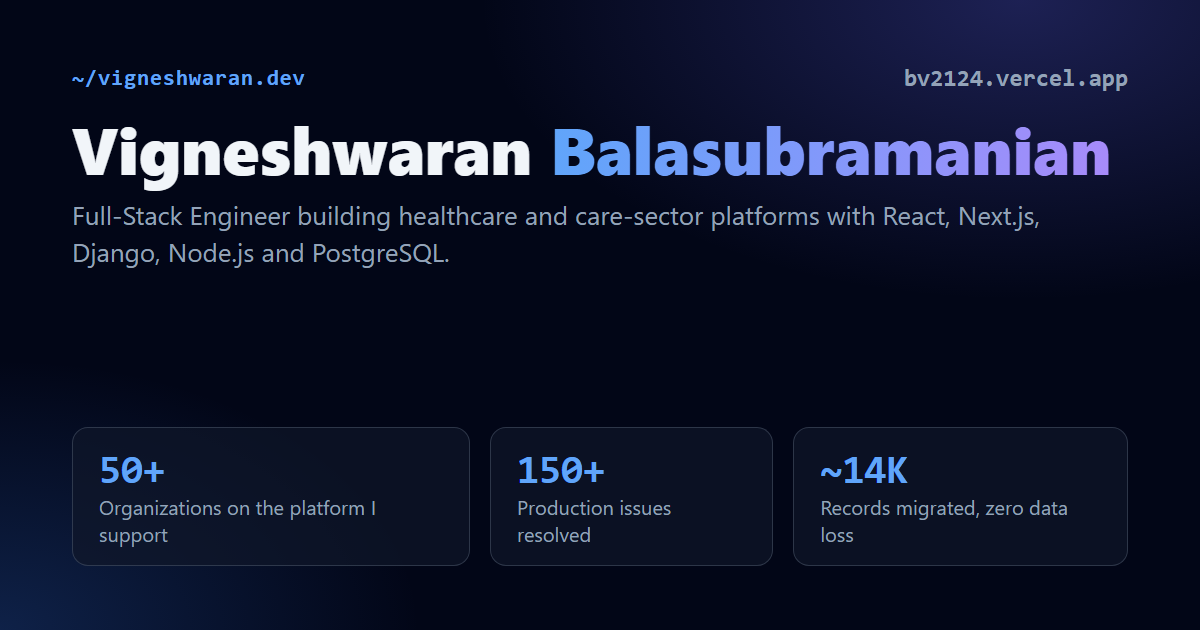 ~/vigneshwaran.dev
bv2124.vercel.app
Vigneshwaran Balasubramanian
Full-Stack Engineer building healthcare and care-sector platforms with React, Next.js,
Django, Node.js and PostgreSQL.
50+
Organizations on the platform I
support
150+
Production issues
resolved
~14K
Records migrated, zero data
loss